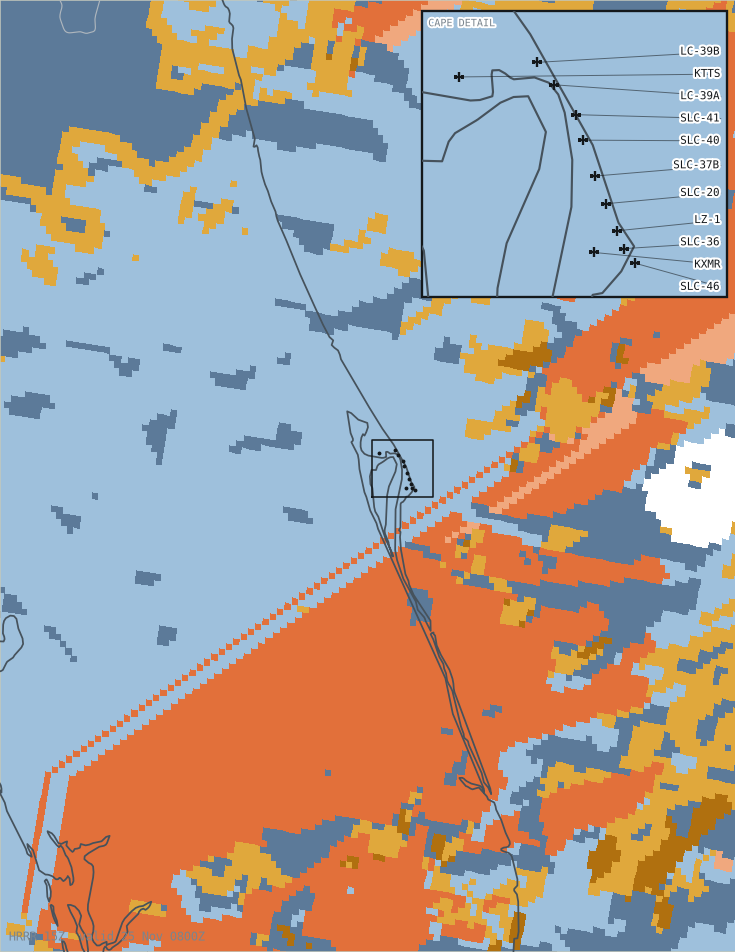 CAPE DETAIL
LC-39B
KTTS
LC-39A
SLC-41
SLC-40
SLC-37B
SLC-20
LZ-1
SLC-36
KXMR
SLC-46